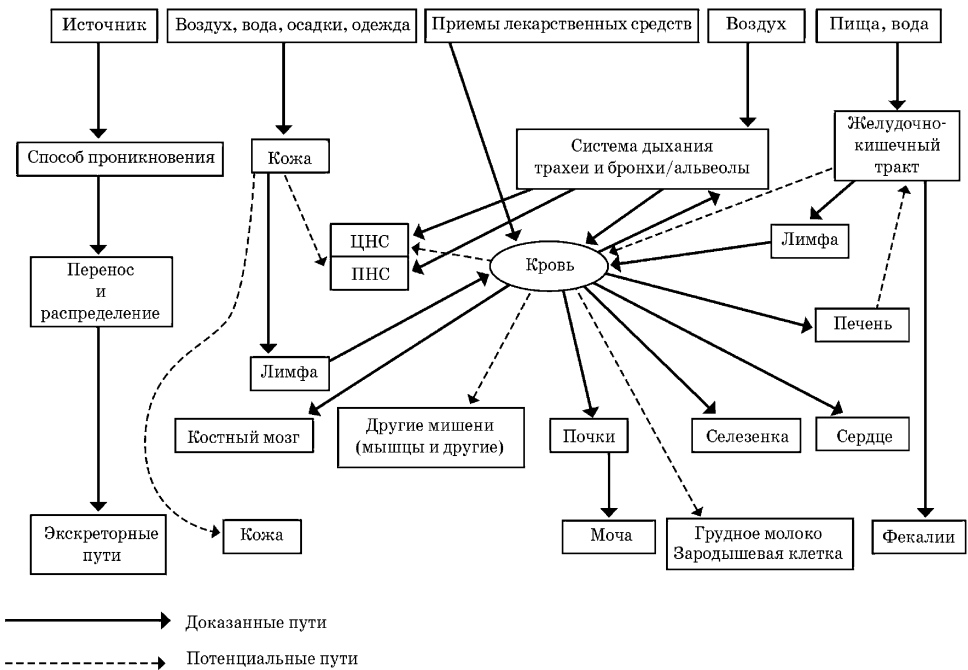 Источник
Воздух, вода, осадки, одежда
Приемы лекарственных средств
Воздух
Пища, вода
Способ проникновения
Кожа
Система дыхания
трахеи и бронхи/альвеолы
Желудочно-
кишечный
тракт
ЦНС
ПНС
Кровь
Лимфа
Перенос
и
распределение
Печень
Лимфа
Костный мозг
Другие мишени
(мышцы и другие)
Почки
Селезенка
Сердце
Экскреторные
пути
Кожа
Моча
Грудное молоко
Зародышевая клетка
Фекалии
Доказанные пути
Потенциальные пути